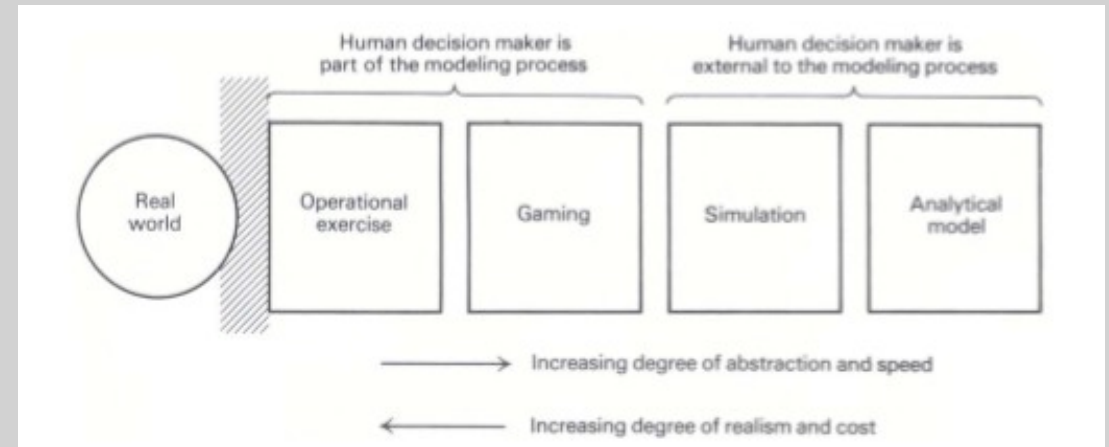 Human decision maker is
part of the modeling process
Human decision maker is
external to the modeling process
Real
world
Operational
exercise
Gaming
Simulation
Analytical
model
Increasing degree of abstraction and speed
Increasing degree of realism and cost